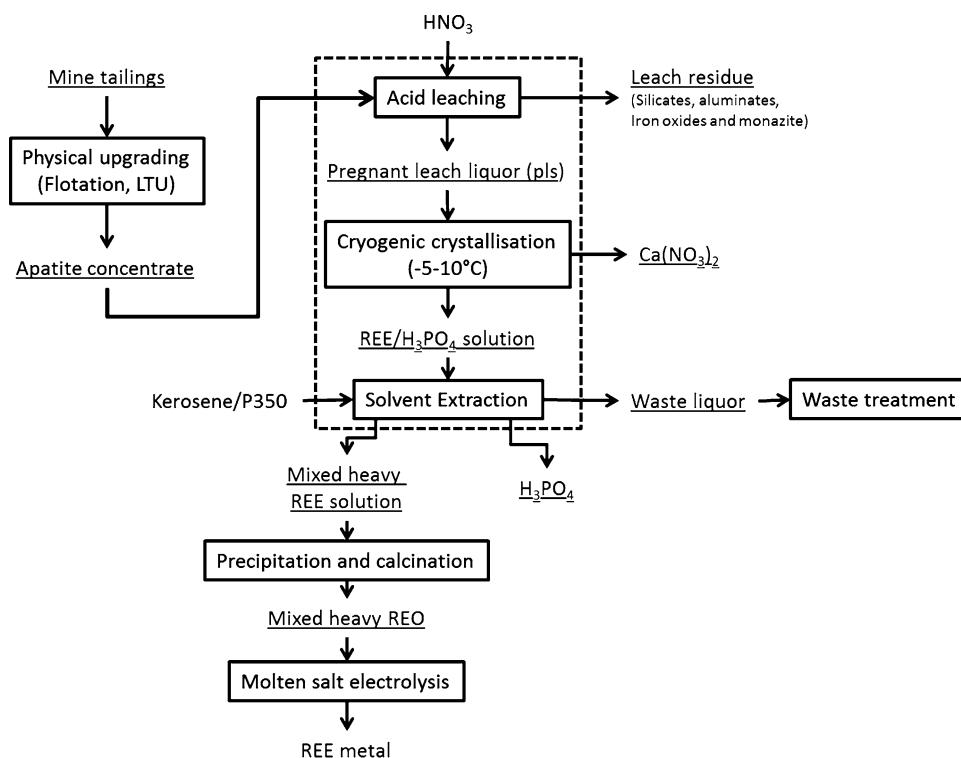 HNO₃
Mine tailings
Acid leaching
Leach residue
(Silicates, aluminates,
Iron oxides and monazite)
Physical upgrading
(Flotation, LTU)
Pregnant leach liquor (pls)
Apatite concentrate
Cryogenic crystallisation
(-5-10°C)
Ca(NO₃)₂
REE/H₃PO₄ solution
Kerosene/P350
Solvent Extraction
Waste liquor
Waste treatment
Mixed heavy
REE solution
H₃PO₄
Precipitation and calcination
Mixed heavy REO
Molten salt electrolysis
REE metal